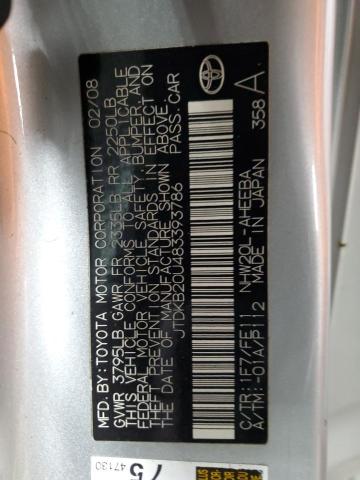 MFD.BY:TOYOTA MOTOR CORPORATION 02/08
GVWR 3795LB GAWR FR 2335LB RR 2250LB
THIS VEHICLE CONFORMS TO ALL APPLICABLE
FEDERAL MOTOR VEHICLE SAFETY, BUMPER, AND
THEFT PREVENTION STANDARDS IN EFFECT ON
THE DATE OF MANUFACTURE SHOWN ABOVE.
JTDKB20U483393786 PASS.CAR
C/TR:1F7/FE11 NHW20L-AHEEBA
A/TM:-01A/P112 MADE IN JAPAN 358 A
75
47130